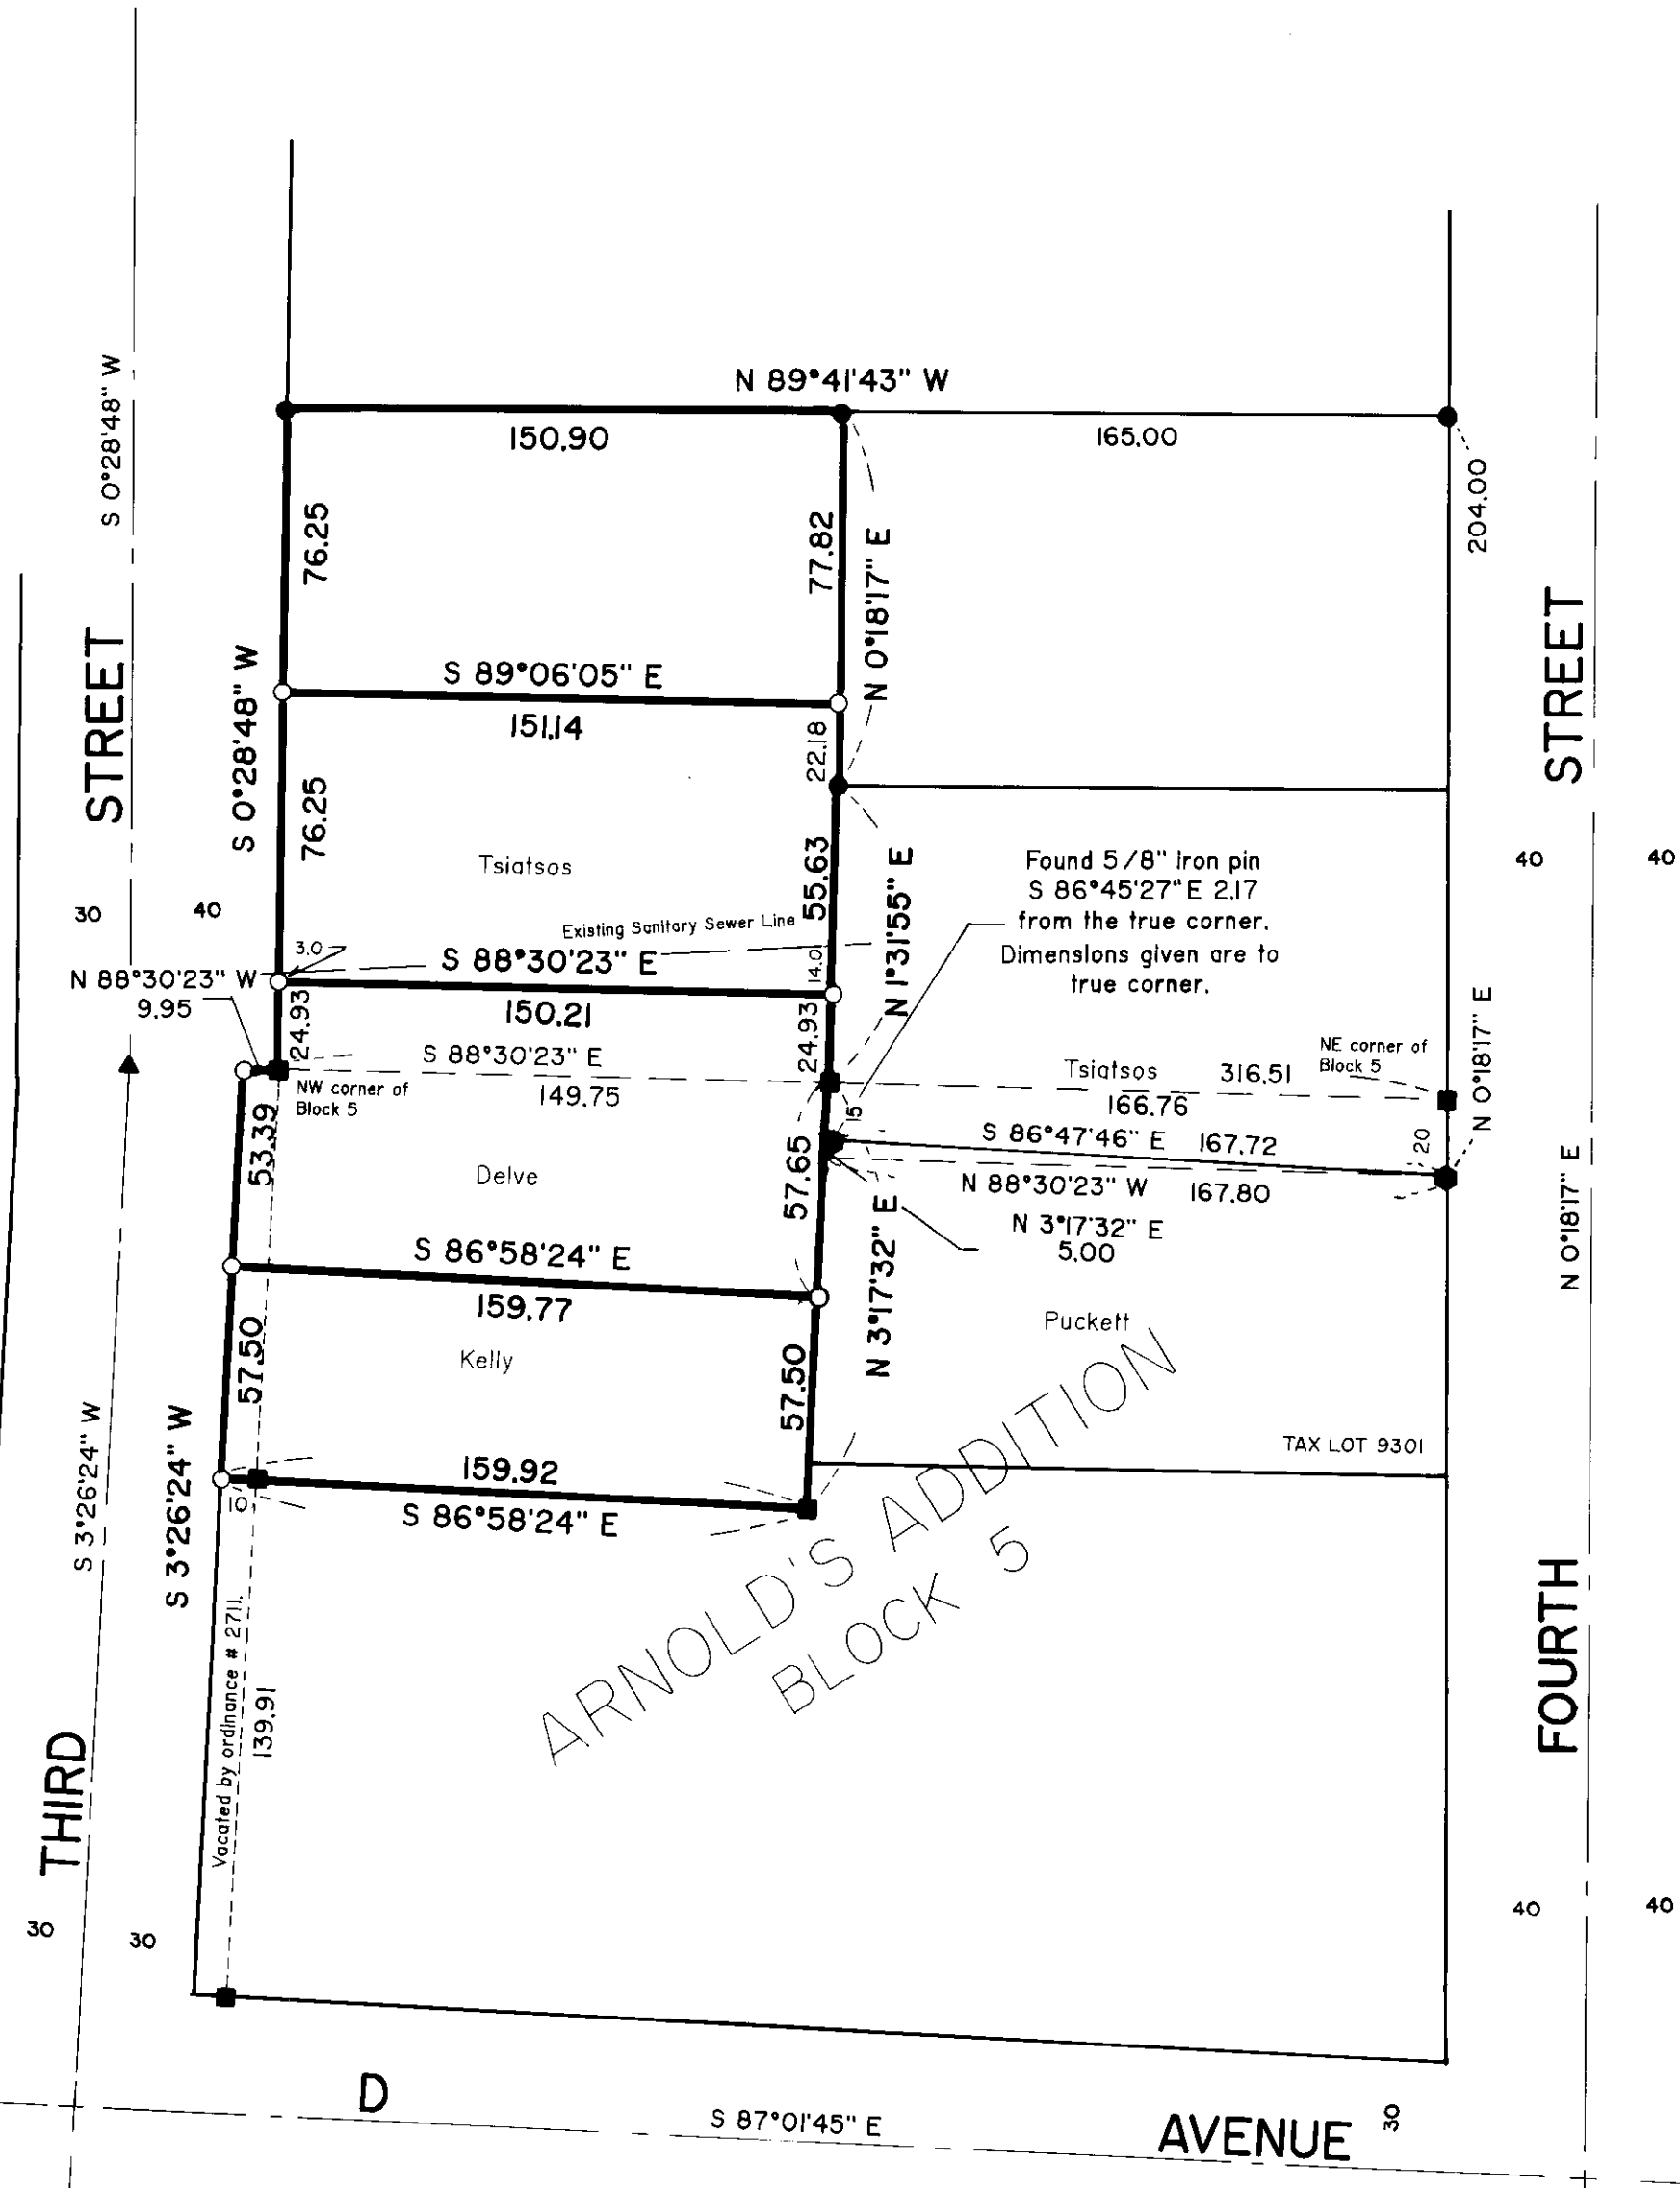 N 89°41'43" W
150.90
165.00
S 0°28'48" W
204.00
76.25
77.82
N 0°18'17" E
STREET
STREET
S 0°28'48" W
S 89°06'05" E
151.14
22.18
76.25
Tsiatsos
55.63
N 1°31'55" E
Found 5/8" iron pin
S 86°45'27" E 2.17
from the true corner.
Dimensions given are to
true corner.
40
40
30
40
Existing Sanitary Sewer Line
3.0
14.0
N 88°30'23" W
9.95
S 88°30'23" E
150.21
24.93
24.93
S 88°30'23" E
149.75
NW corner of
Block 5
Tsiatsos
316.51
NE corner of
Block 5
166.76
N 0°18'17" E
15
20
53.39
57.65
S 86°47'46" E
167.72
N 88°30'23" W
167.80
Delve
N 3°17'32" E
5.00
N 3°17'32" E
N 0°18'17" E
S 86°58'24" E
159.77
Puckett
Kelly
57.50
57.50
TAX LOT 9301
S 3°26'24" W
S 3°26'24" W
159.92
S 86°58'24" E
10
ARNOLD'S ADDITION
BLOCK 5
Vacated by ordinance # 2711.
139.91
THIRD
FOURTH
30
30
40
40
D
S 87°01'45" E
AVENUE
30